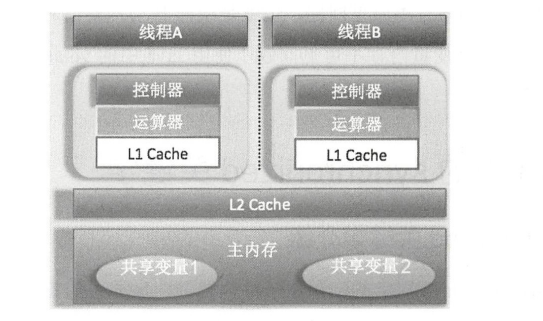 线程A
线程B
控制器
运算器
L1 Cache
控制器
运算器
L1 Cache
L2 Cache
主内存
共享变量1
共享变量2